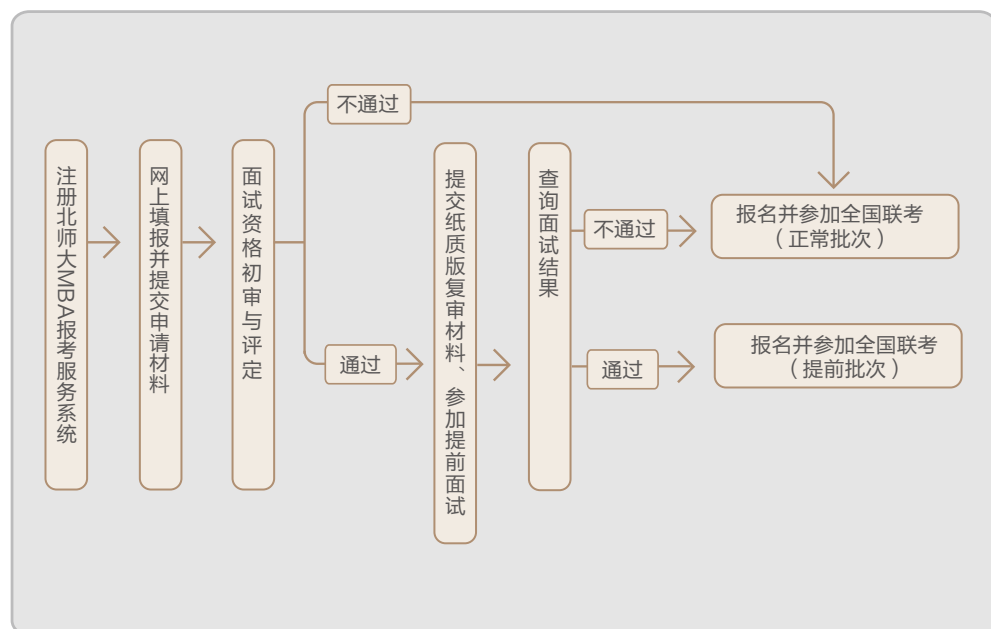 注册北师大MBA报考服务系统
网上填报并提交申请材料
面试资格初审与评定
不通过
通过
提交纸质版复审材料、参加提前面试
查询面试结果
不通过
通过
报名并参加全国联考
（正常批次）
报名并参加全国联考
（提前批次）